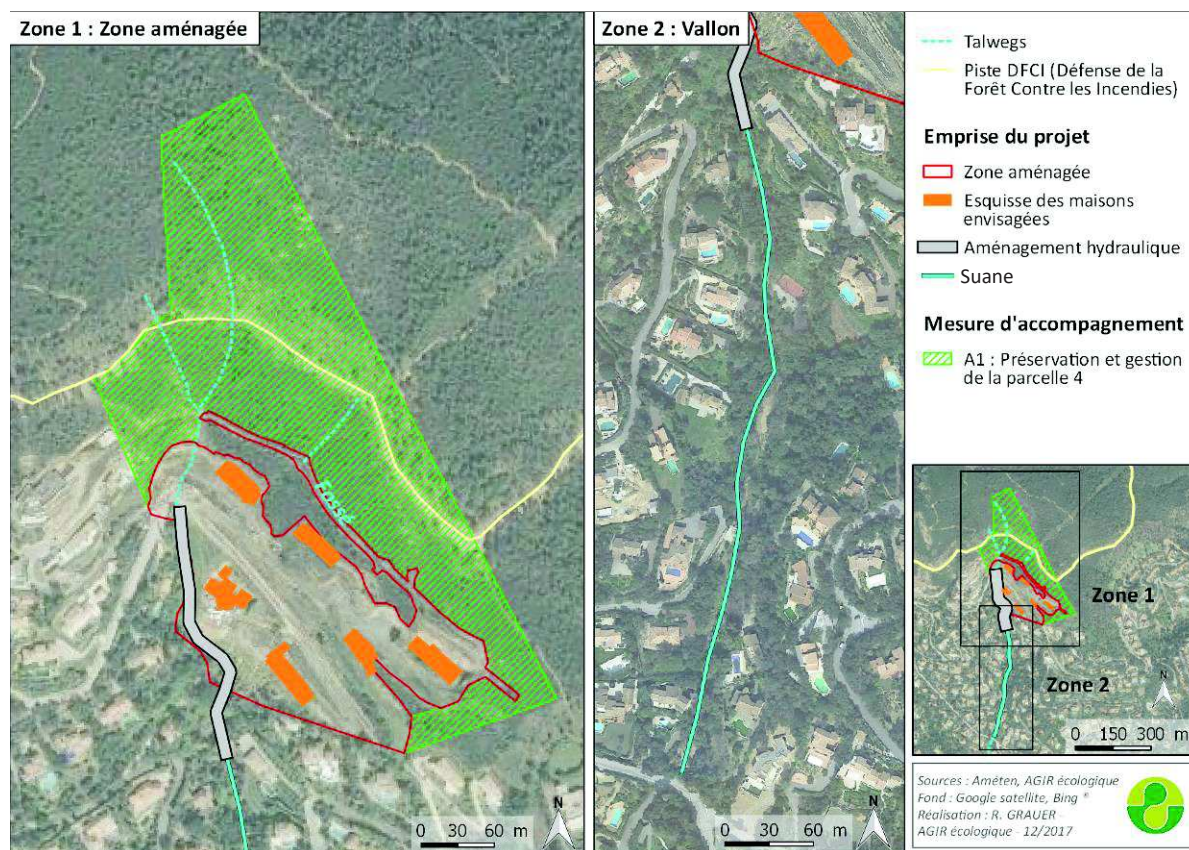 Zone 1 : Zone aménagée
Fossé
0 30 60 m
N
Zone 2 : Vallon
0 30 60 m
N
Talwegs
Piste DFCI (Défense de la
Forêt Contre les Incendies)
Emprise du projet
Zone aménagée
Esquisse des maisons
envisagées
Aménagement hydraulique
Suane
Mesure d'accompagnement
A1 : Préservation et gestion
de la parcelle 4
Zone 1
Zone 2
N
0 150 300 m
Sources : Améten, AGIR écologique
Fond : Google satellite, Bing ®
Réalisation : R. GRAUER -
AGIR écologique - 12/2017